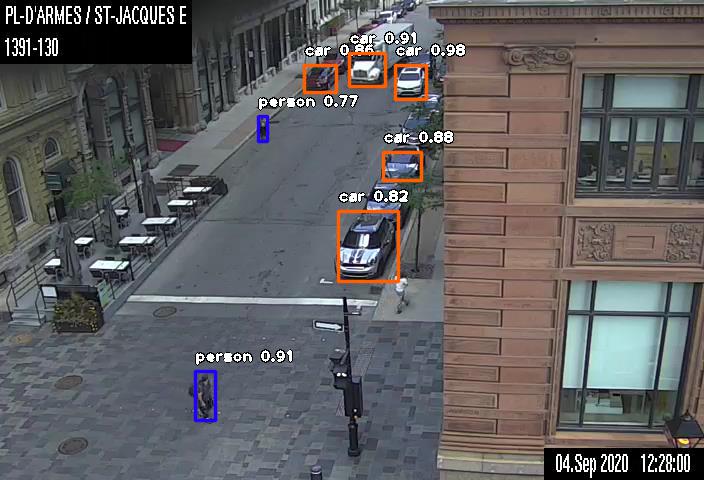 PL-D'ARMES / ST-JACQUES E
1391-130
car 0.91
car 0.86
car 0.98
person 0.77
car 0.88
car 0.82
person 0.91
04.Sep 2020 12:28:00